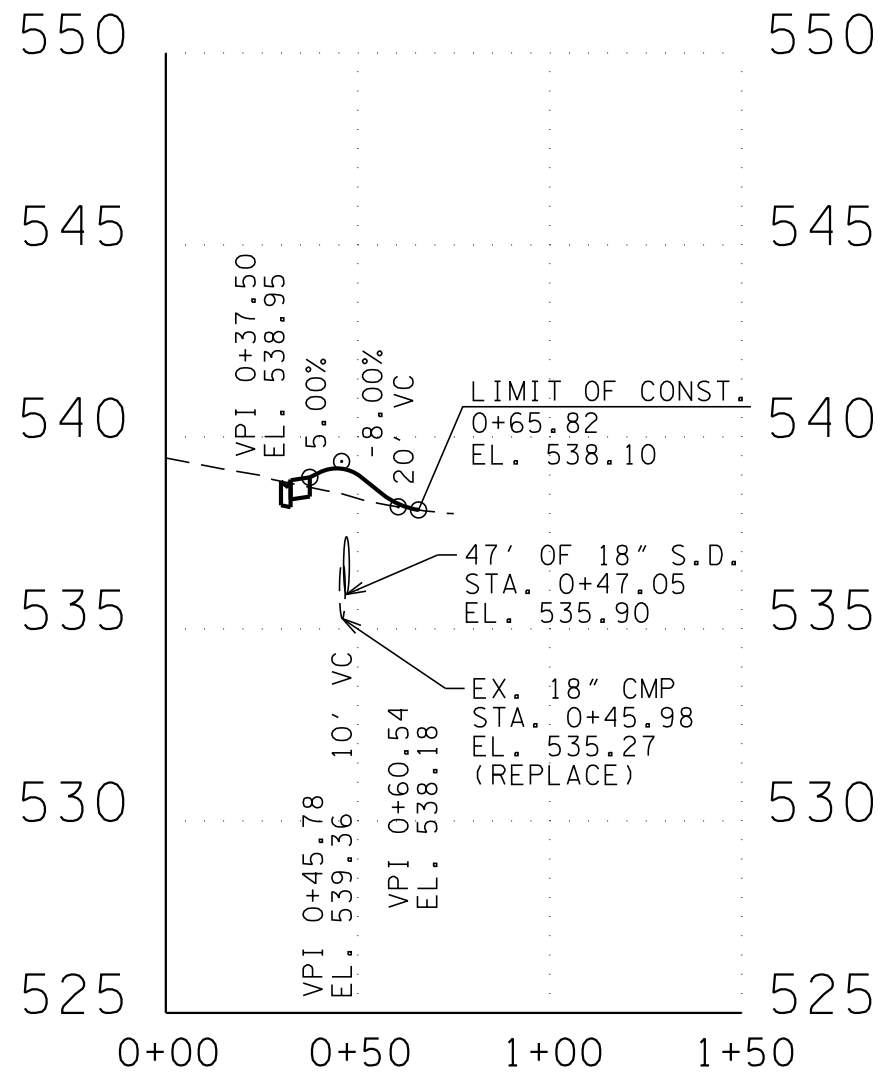 550
550
545
545
VPI 0+37.50
EL. 538.95
5.00%
-8.00%
20' VC
LIMIT OF CONST.
0+65.82
EL. 538.10
540
540
47' OF 18" S.D.
STA. 0+47.05
EL. 535.90
535
535
EX. 18" CMP
STA. 0+45.98
EL. 535.27
(REPLACE)
VPI 0+45.78
EL. 539.36 10' VC
VPI 0+60.54
EL. 538.18
530
530
525
525
0+00
0+50
1+00
1+50